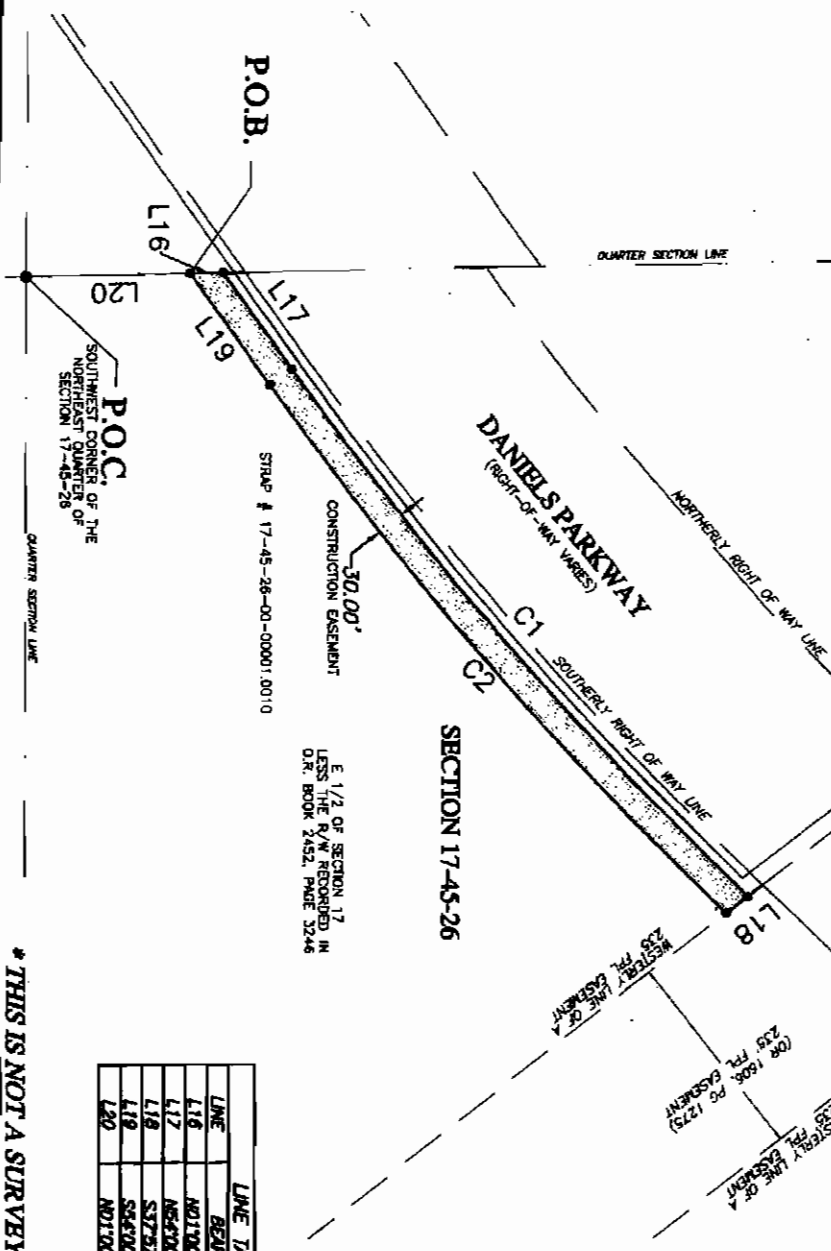 P.O.B.
L16
L17
L19
L20
P.O.C.
SOUTHWEST CORNER OF THE
NORTHEAST QUARTER OF
SECTION 17-45-26
QUARTER SECTION LINE
QUARTER SECTION LINE
DANIELS PARKWAY
(RIGHT-OF-WAY VARIES)
NORTHERLY RIGHT OF WAY LINE
C1
SOUTHERLY RIGHT OF WAY LINE
C2
30.00'
CONSTRUCTION EASEMENT
STRAP # 17-45-26-00-00001.0010
SECTION 17-45-26
E 1/2 OF SECTION 17
LESS THE R/W RECORDED IN
O.R. BOOK 2452, PAGE 3246
L18
WESTERLY LINE OF A
235' FPL EASEMENT
235' FPL EASEMENT
(OR 1606, PG 1275)
LINE OF A
FPL EASEMENT
LINE
L16
L17
L18
L19
L20
* THIS IS NOT A SURVEY